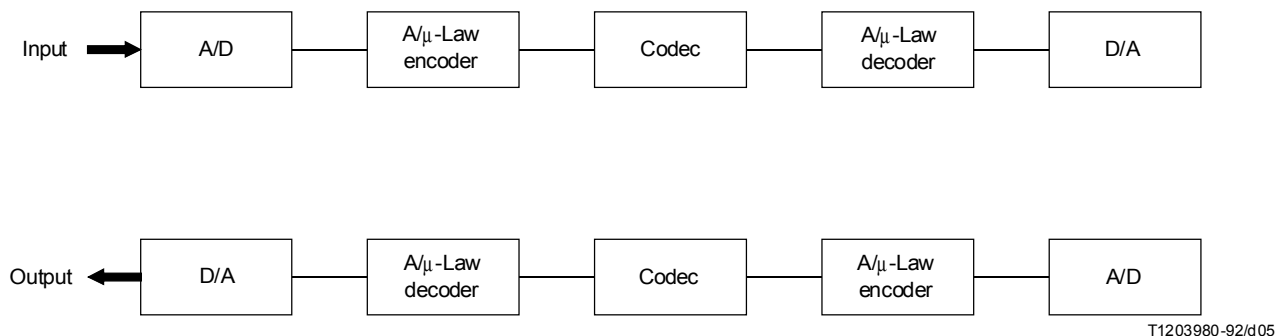 Input
A/D
A/μ-Law
encoder
Codec
A/μ-Law
decoder
D/A
Output
D/A
A/μ-Law
decoder
Codec
A/μ-Law
encoder
A/D
T1203980-92/d05